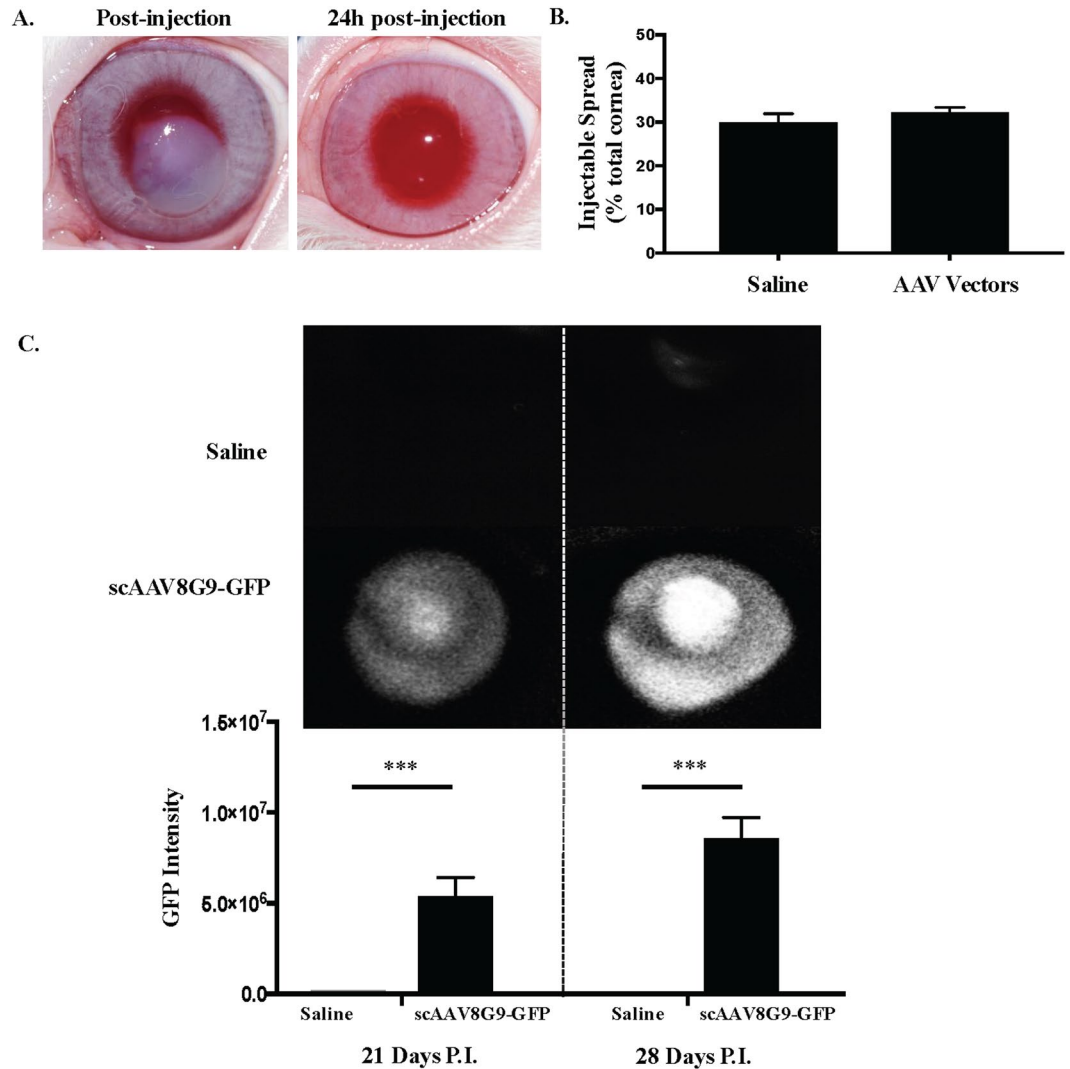 A.
Post-injection
24h post-injection
B.
Injectable Spread
(% total cornea)
50
40
30
20
10
0
Saline
AAV Vectors
C.
Saline
scAAV8G9-GFP
GFP Intensity
1.5×10⁷
1.0×10⁷
5.0×10⁶
0.0
***
***
Saline
scAAV8G9-GFP
Saline
scAAV8G9-GFP
21 Days P.I.
28 Days P.I.